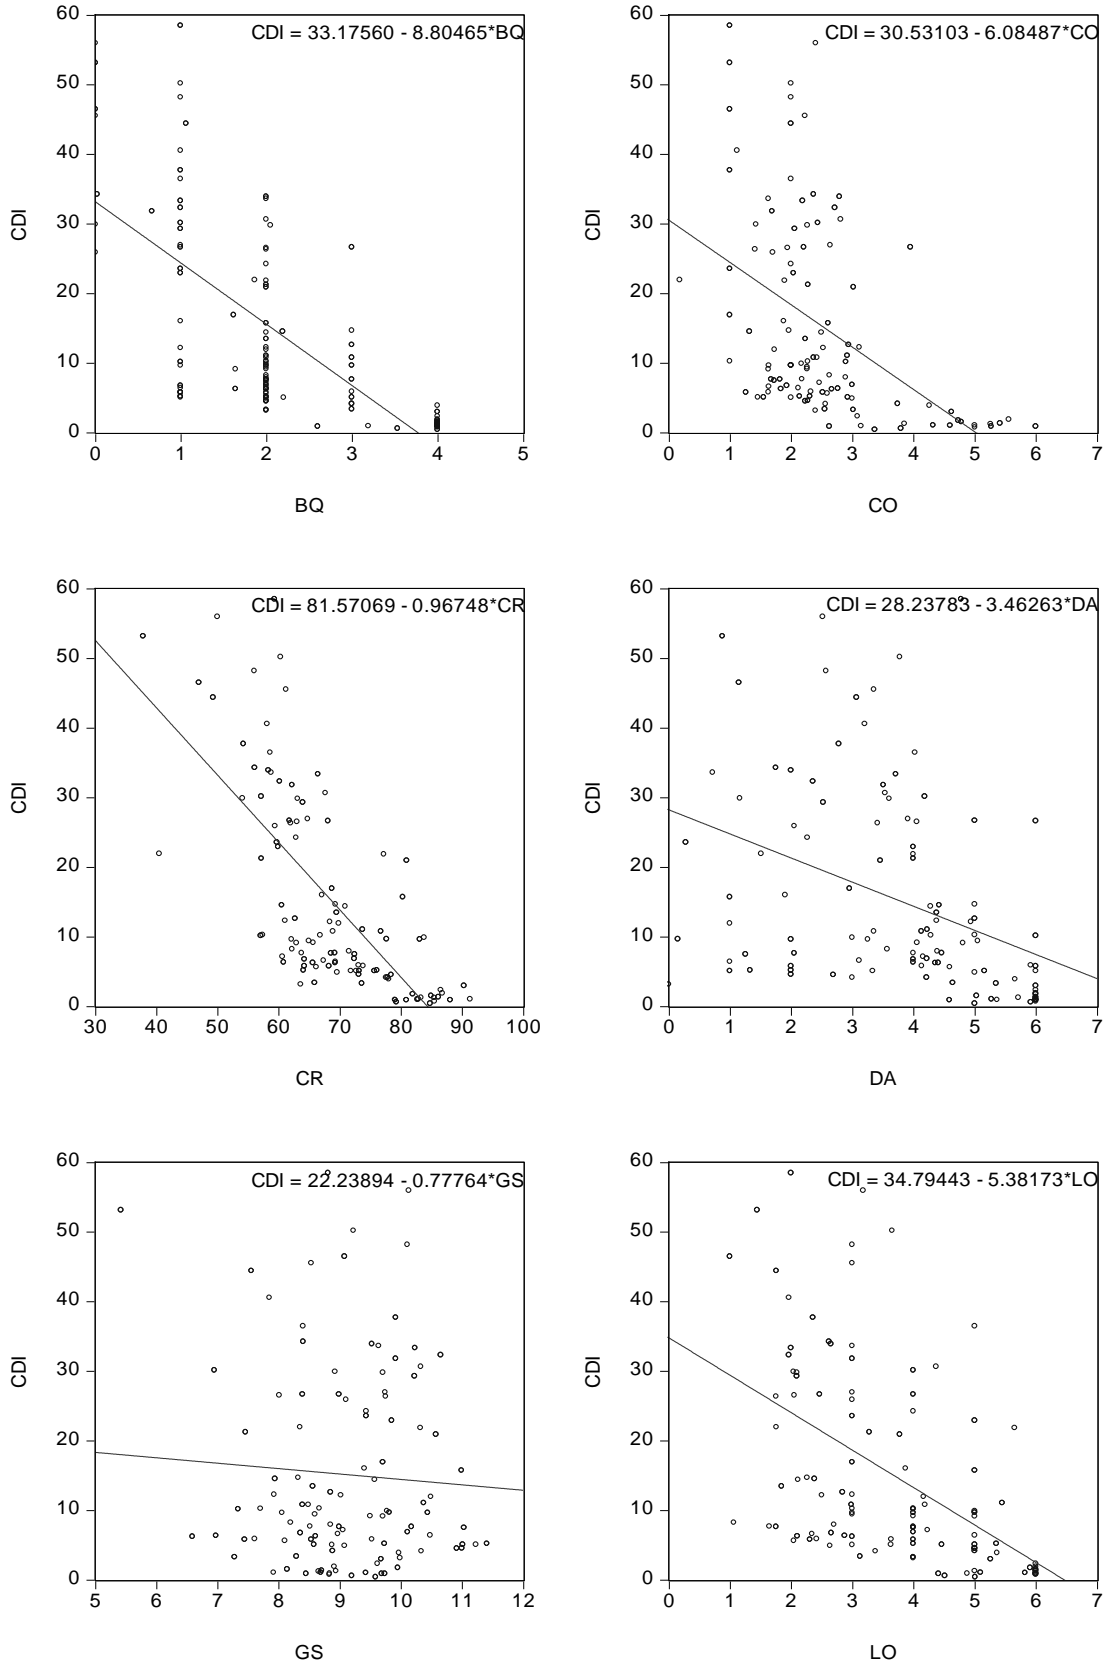 CDI = 33.17560 - 8.80465*BQ
60
50
40
30
20
10
0
CDI
0 1 2 3 4 5
BQ
CDI = 30.53103 - 6.08487*CO
60
50
40
30
20
10
0
CDI
0 1 2 3 4 5 6 7
CO
CDI = 81.57069 - 0.96748*CR
60
50
40
30
20
10
0
CDI
30 40 50 60 70 80 90 100
CR
CDI = 28.23783 - 3.46263*DA
60
50
40
30
20
10
0
CDI
0 1 2 3 4 5 6 7
DA
CDI = 22.23894 - 0.77764*GS
60
50
40
30
20
10
0
CDI
5 6 7 8 9 10 11 12
GS
CDI = 34.79443 - 5.38173*LO
60
50
40
30
20
10
0
CDI
0 1 2 3 4 5 6 7
LO